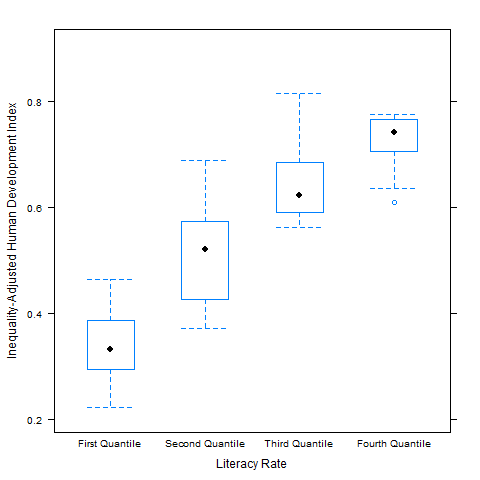 Inequality-Adjusted Human Development Index
0.8
0.6
0.4
0.2
First Quantile Second Quantile Third Quantile Fourth Quantile
Literacy Rate